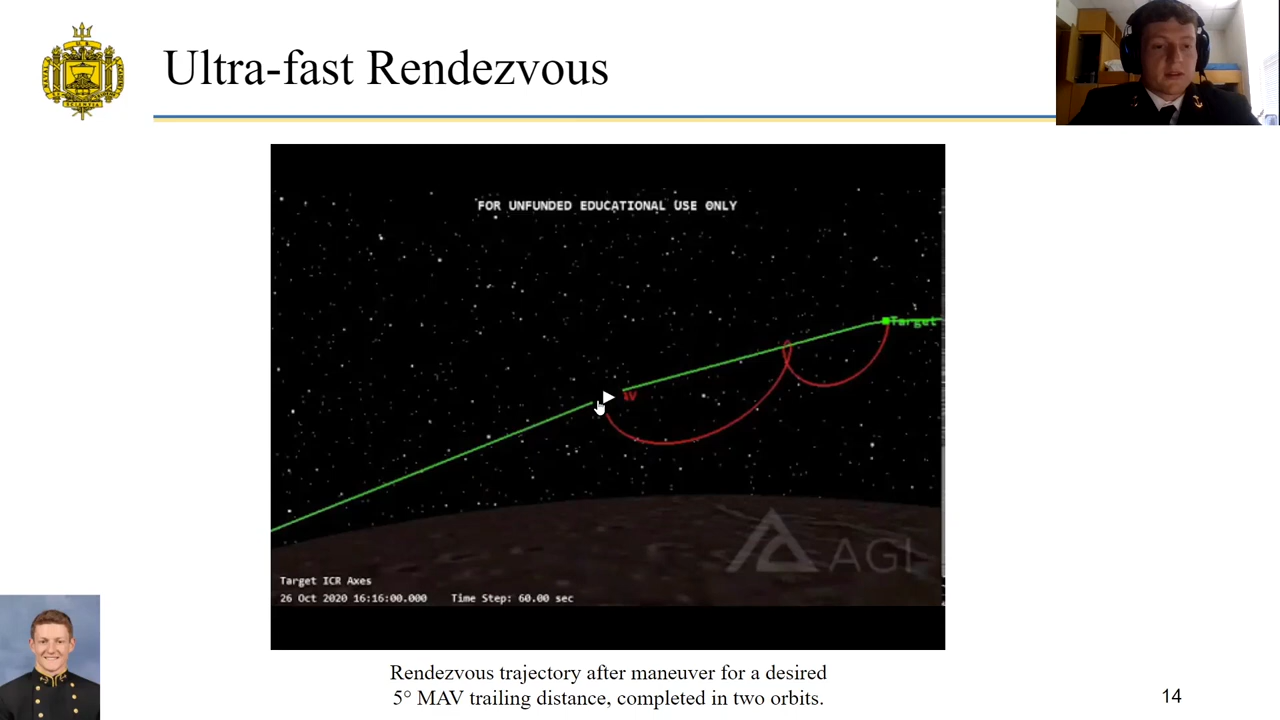 Ultra-fast Rendezvous
FOR UNFUNDED EDUCATIONAL USE ONLY
Target
AV
AGI
Target ICR Axes
26 Oct 2020 16:16:00.000 Time Step: 60.00 sec
Rendezvous trajectory after maneuver for a desired
5° MAV trailing distance, completed in two orbits.
14